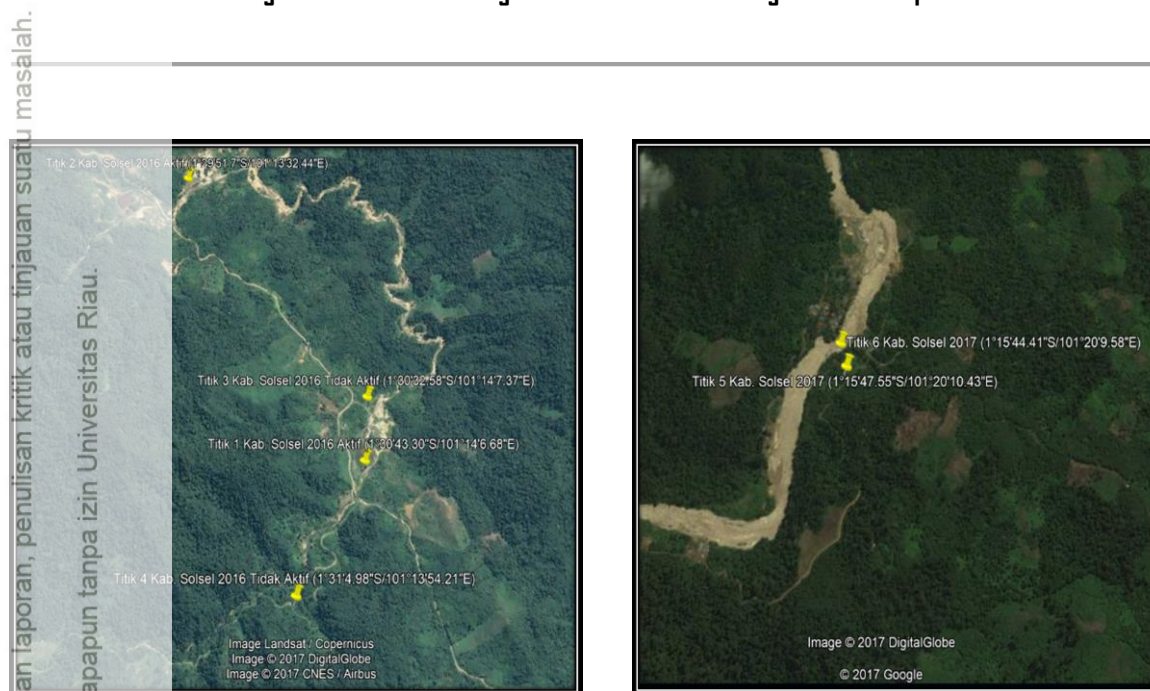 an laporan, penulisan kritik atau tinjauan suatu masalah.
apapun tanpa izin Universitas Riau.
Titik 2 Kab. Solsel 2016 Aktif
Titik 3 Kab. Solsel 2016 Tidak Aktif (1°30'32.58"S/101°14'7.37"E)
Titik 1 Kab. Solsel 2016 Aktif (1°30'43.30"S/101°14'6.68"E)
Titik 4 Kab. Solsel 2016 Tidak Aktif (1°31'4.98"S/101°13'54.21"E)
Image Landsat / Copernicus
Image © 2017 DigitalGlobe
Image © 2017 CNES / Airbus
Titik 6 Kab. Solsel 2017 (1°15'44.41"S/101°20'9.58"E)
Titik 5 Kab. Solsel 2017 (1°15'47.55"S/101°20'10.43"E)
Image © 2017 DigitalGlobe
© 2017 Google